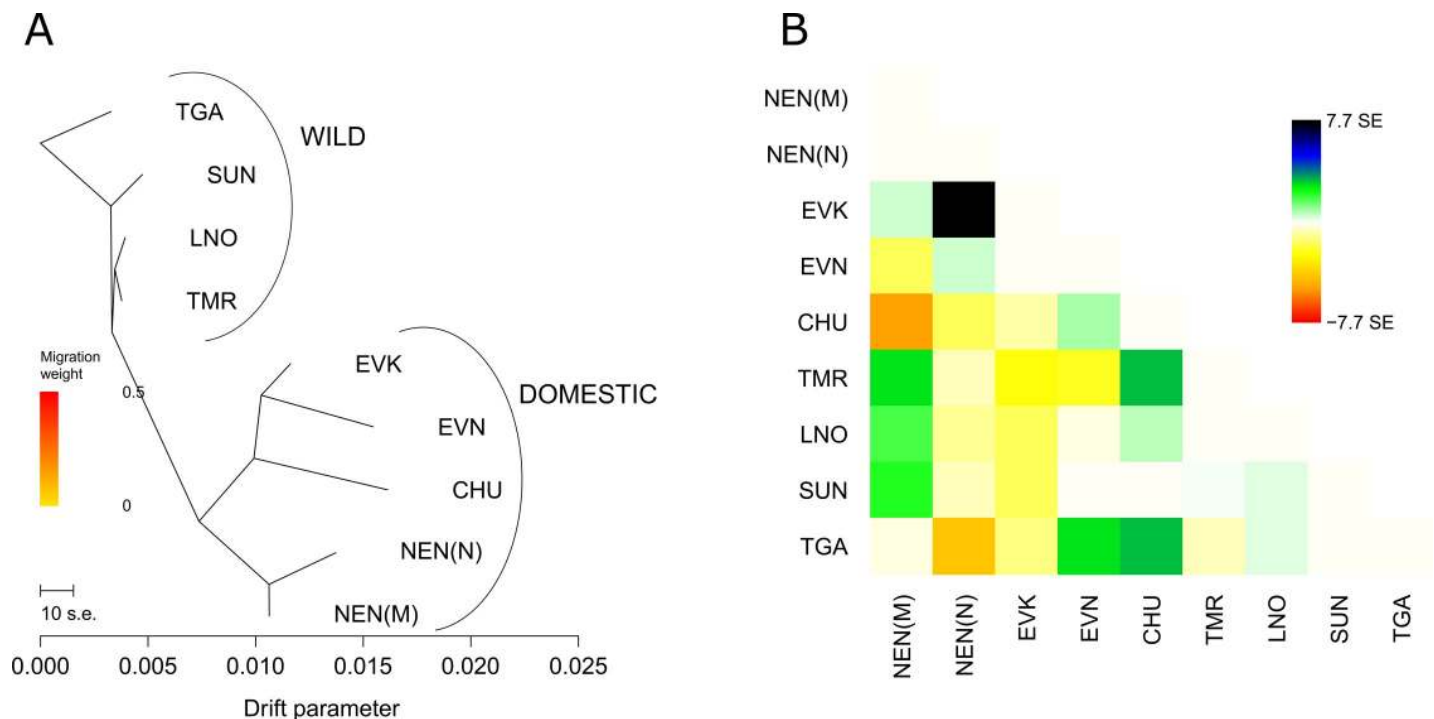 A
TGA
WILD
SUN
LNO
TMR
EVK
DOMESTIC
EVN
CHU
NEN(N)
NEN(M)
Migration
weight
0.5
0
10 s.e.
0.000 0.005 0.010 0.015 0.020 0.025
Drift parameter
B
NEN(M)
NEN(N)
EVK
EVN
CHU
TMR
LNO
SUN
TGA
7.7 SE
−7.7 SE
NEN(M) NEN(N) EVK EVN CHU TMR LNO SUN TGA